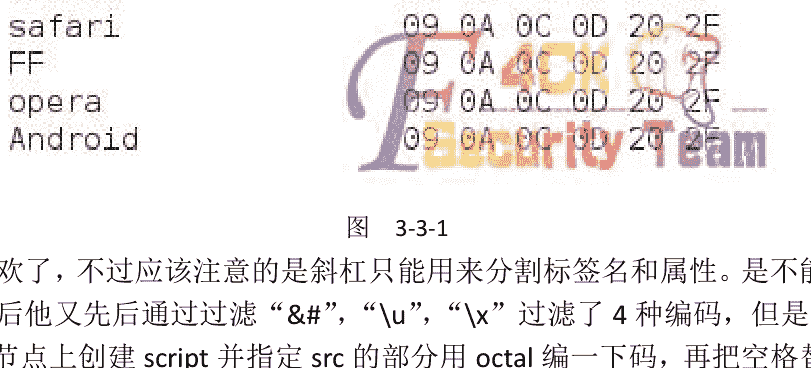 safari 09 0A 0C 0D 20 2F
FF 09 0A 0C 0D 20 2F
opera 09 0A 0C 0D 20 2F
Android 09 0A 0C 0D 20 2F
F4CK
Security Team
图 3-3-1
欢了，不过应该注意的是斜杠只能用来分割标签名和属性。是不能
后他又先后通过过滤“&#”，“\u”，“\x”过滤了 4 种编码，但是
节点上创建 script 并指定 src 的部分用 octal 编一下码，再把空格替